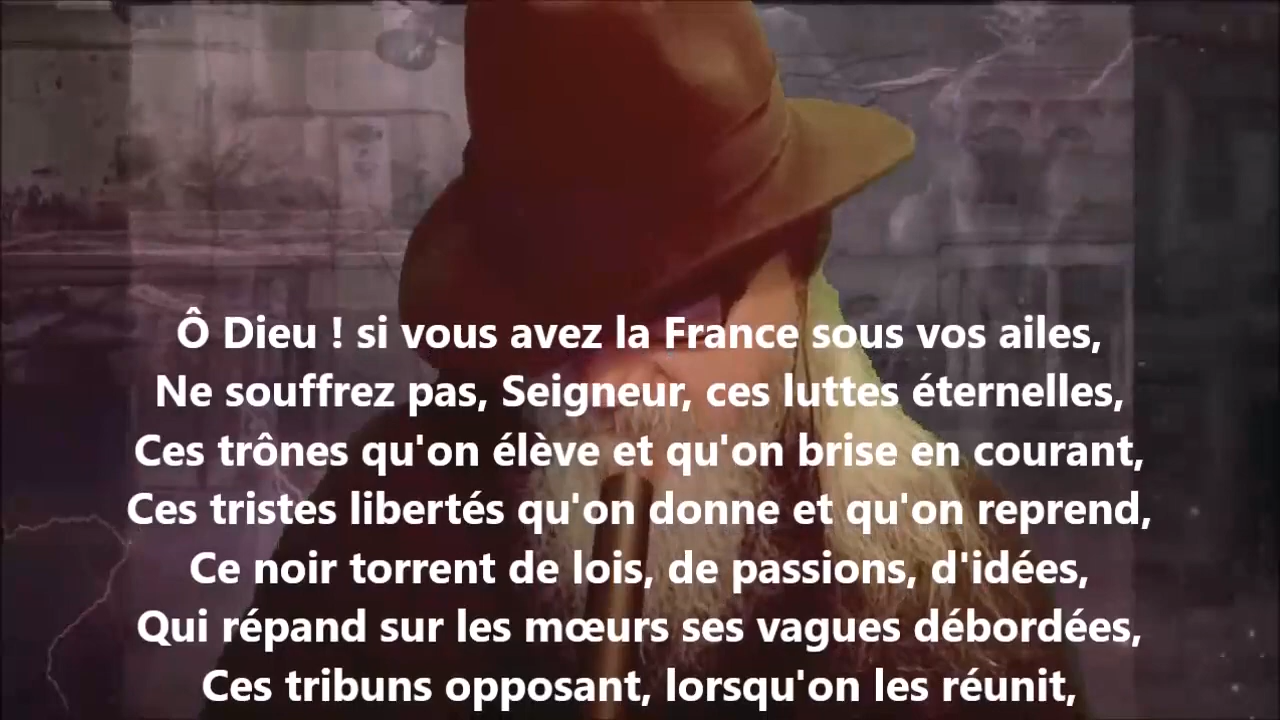 Ô Dieu ! si vous avez la France sous vos ailes,
Ne souffrez pas, Seigneur, ces luttes éternelles,
Ces trônes qu'on élève et qu'on brise en courant,
Ces tristes libertés qu'on donne et qu'on reprend,
Ce noir torrent de lois, de passions, d'idées,
Qui répand sur les mœurs ses vagues débordées,
Ces tribuns opposant, lorsqu'on les réunit,